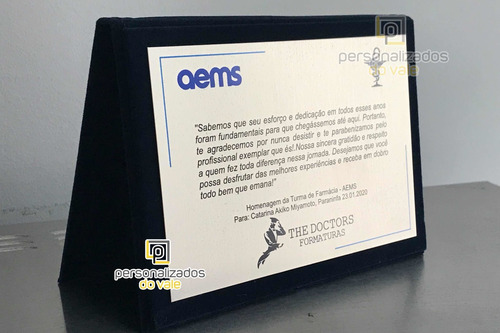 personalizados
do vale
aems
"Sabemos que seu esforço e dedicação em todos esses anos
foram fundamentais para que chegássemos até aqui. Portanto,
te agradecemos por nunca desistir e te parabenizamos pelo
profissional exemplar que és! Nossa sincera gratidão e respeito
a quem fez toda diferença nessa jornada. Desejamos que você
possa desfrutar das melhores experiências e receba em dobro
todo bem que emana!"
Homenagem da Turma de Farmácia - AEMS
Para: Catarina Akiko Miyamoto, Paraninfa 23.01.2020
THE DOCTORS
FORMATURAS
personalizados
do vale